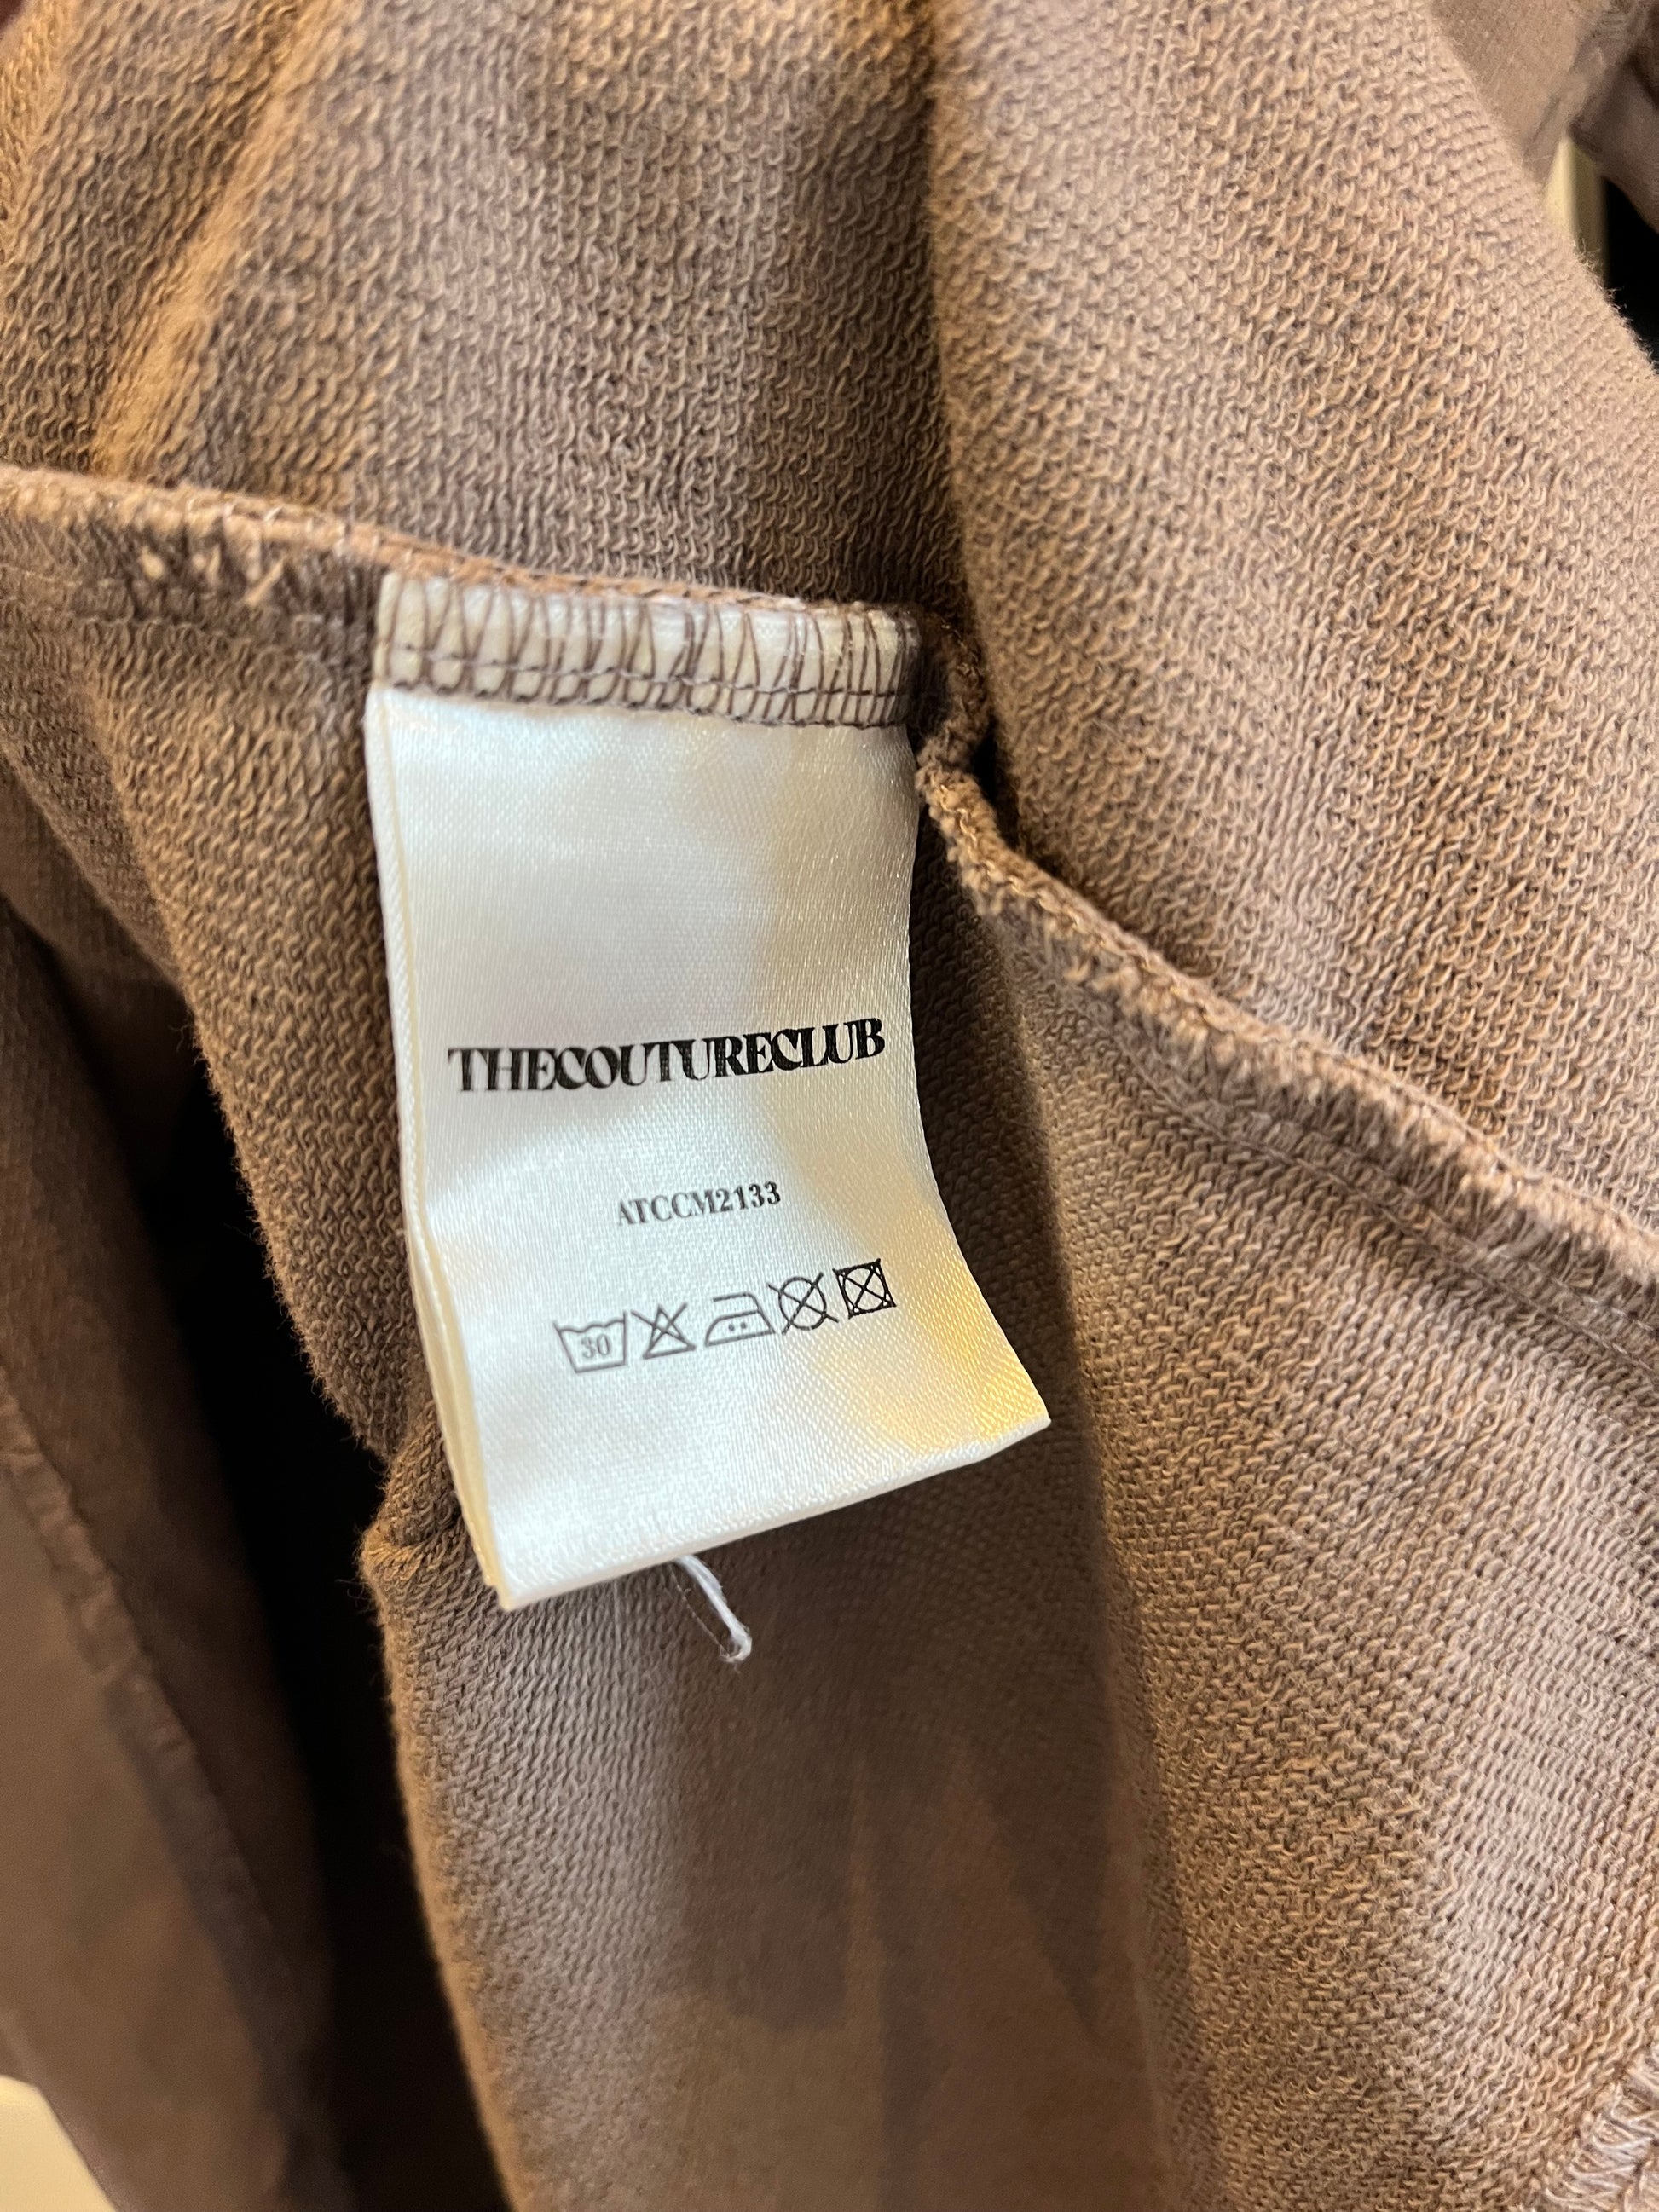 THECOUTURECLUB
ATCCM2133
30